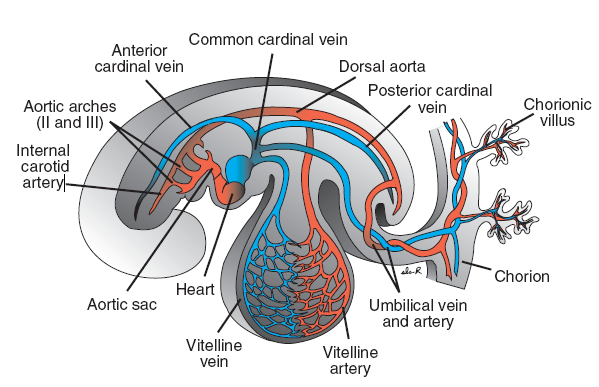 Common cardinal vein
Anterior
cardinal vein
Dorsal aorta
Posterior cardinal
vein
Aortic arches
(II and III)
Chorionic
villus
Internal
carotid
artery
Chorion
Heart
Aortic sac
Umbilical vein
and artery
Vitelline
vein
Vitelline
artery